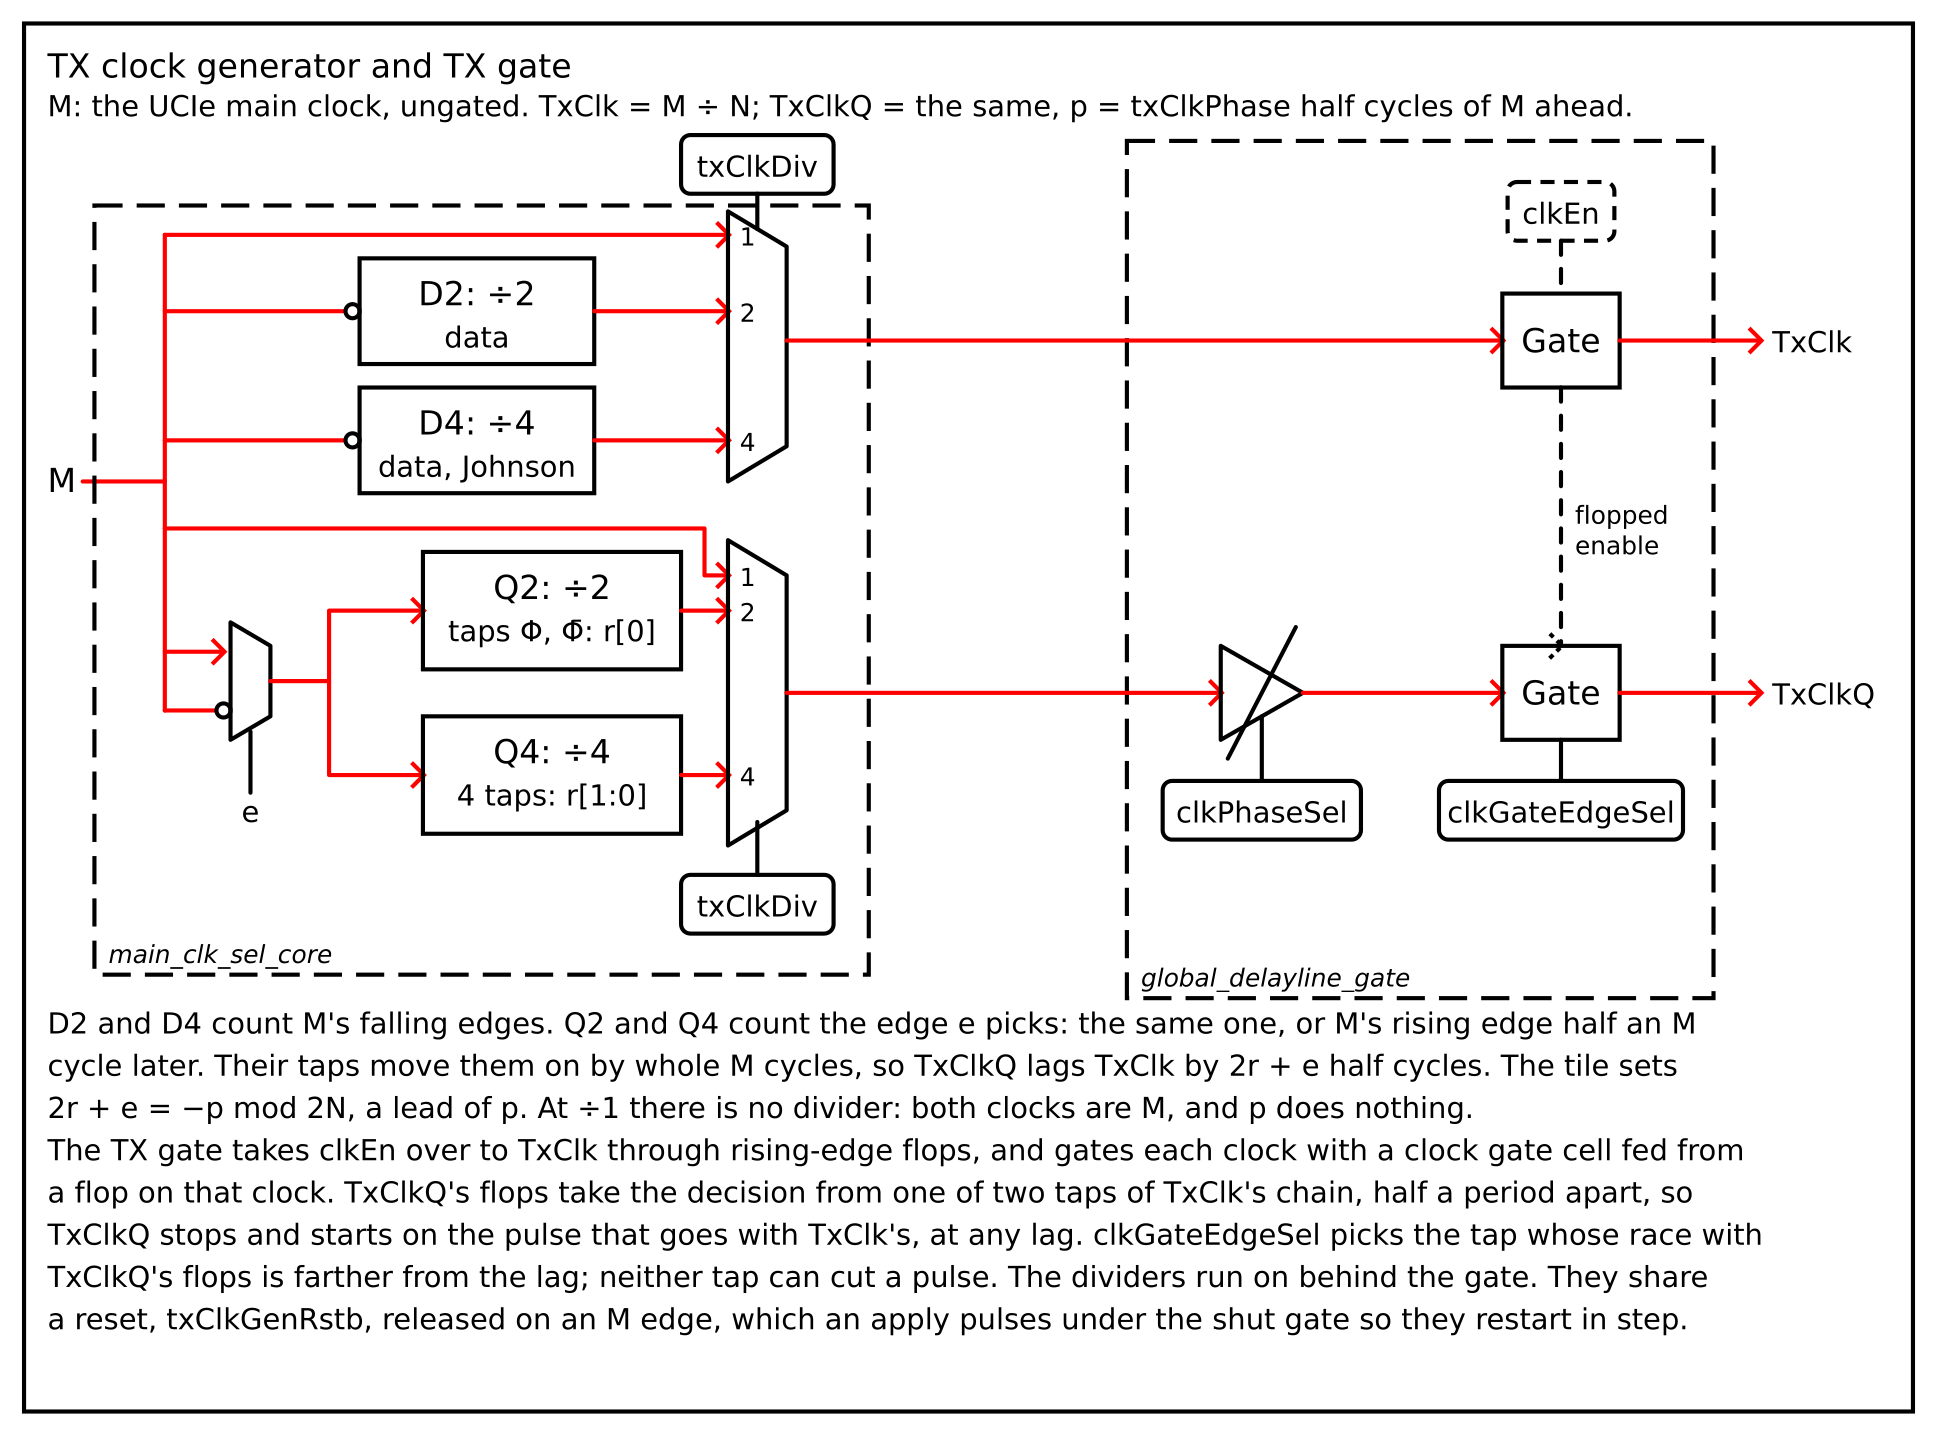 TX clock generator and TX gate
M: the UCIe main clock, ungated. TxClk = M ÷ N; TxClkQ = the same, p = txClkPhase half cycles of M ahead.
txClkDiv
clkEn
1
D2: ÷2
data
2
Gate
TxClk
D4: ÷4
data, Johnson
4
M
flopped
enable
Q2: ÷2
taps Φ, Φ̄: r[0]
1
2
Q4: ÷4
4 taps: r[1:0]
4
e
Gate
TxClkQ
clkPhaseSel
clkGateEdgeSel
txClkDiv
main_clk_sel_core
global_delayline_gate
D2 and D4 count M's falling edges. Q2 and Q4 count the edge e picks: the same one, or M's rising edge half an M
cycle later. Their taps move them on by whole M cycles, so TxClkQ lags TxClk by 2r + e half cycles. The tile sets
2r + e = −p mod 2N, a lead of p. At ÷1 there is no divider: both clocks are M, and p does nothing.
The TX gate takes clkEn over to TxClk through rising-edge flops, and gates each clock with a clock gate cell fed from
a flop on that clock. TxClkQ's flops take the decision from one of two taps of TxClk's chain, half a period apart, so
TxClkQ stops and starts on the pulse that goes with TxClk's, at any lag. clkGateEdgeSel picks the tap whose race with
TxClkQ's flops is farther from the lag; neither tap can cut a pulse. The dividers run on behind the gate. They share
a reset, txClkGenRstb, released on an M edge, which an apply pulses under the shut gate so they restart in step.